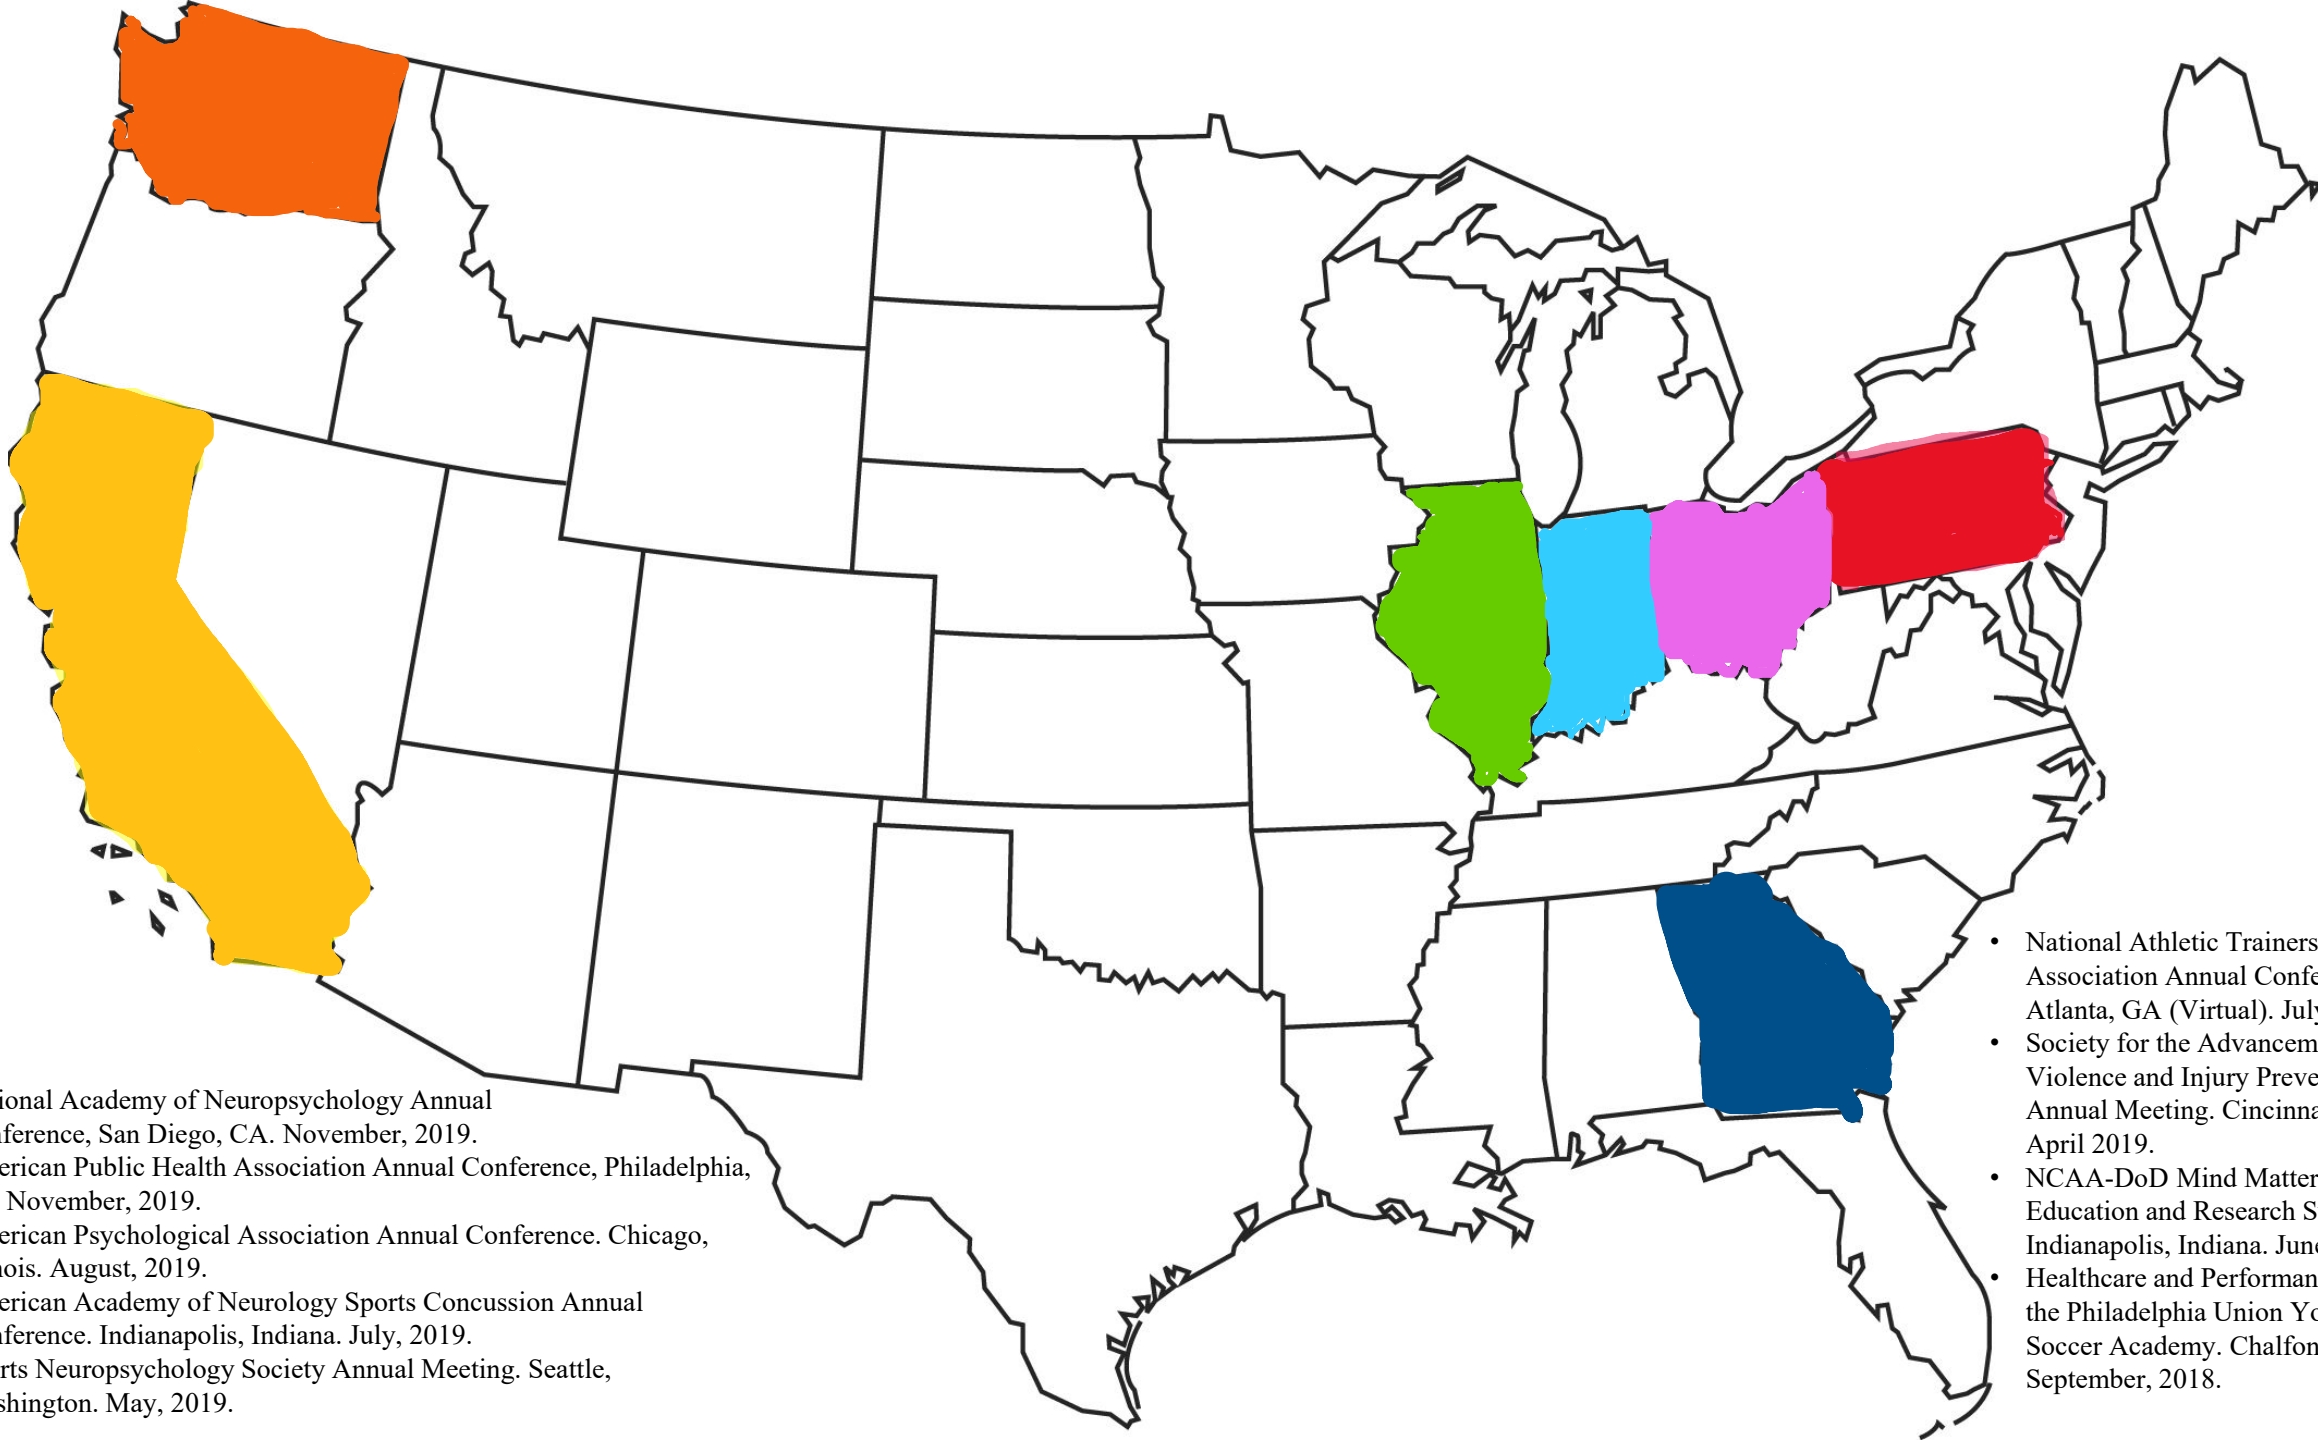 ional Academy of Neuropsychology Annual
nference, San Diego, CA. November, 2019.
erican Public Health Association Annual Conference, Philadelphia,
November, 2019.
erican Psychological Association Annual Conference. Chicago,
nois. August, 2019.
erican Academy of Neurology Sports Concussion Annual
nference. Indianapolis, Indiana. July, 2019.
rts Neuropsychology Society Annual Meeting. Seattle,
shington. May, 2019.
• National Athletic Trainers
Association Annual Confe
Atlanta, GA (Virtual). July
• Society for the Advancem
Violence and Injury Preve
Annual Meeting. Cincinna
April 2019.
• NCAA-DoD Mind Matter
Education and Research S
Indianapolis, Indiana. June
• Healthcare and Performan
the Philadelphia Union Yo
Soccer Academy. Chalfon
September, 2018.